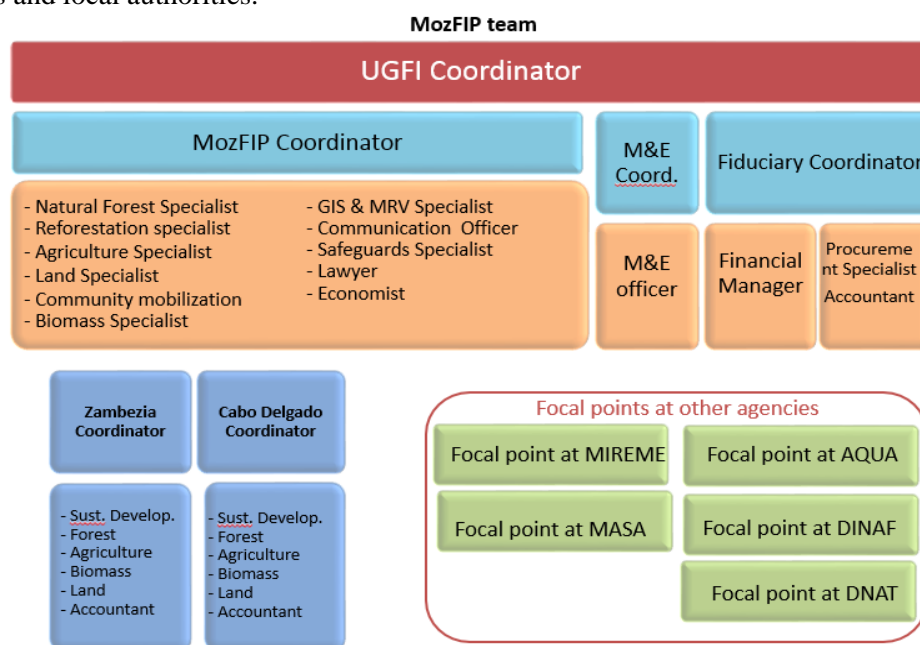 s and local authorities.
MozFIP team
UGFI Coordinator
MozFIP Coordinator
M&E
Coord.
Fiduciary Coordinator
- Natural Forest Specialist
- Reforestation specialist
- Agriculture Specialist
- Land Specialist
- Community mobilization
- Biomass Specialist
- GIS & MRV Specialist
- Communication Officer
- Safeguards Specialist
- Lawyer
- Economist
M&E
officer
Financial
Manager
Procureme
nt Specialist
Accountant
Zambezia
Coordinator
Cabo Delgado
Coordinator
- Sust. Develop.
- Forest
- Agriculture
- Biomass
- Land
- Accountant
- Sust. Develop.
- Forest
- Agriculture
- Biomass
- Land
- Accountant
Focal points at other agencies
Focal point at MIREME
Focal point at AQUA
Focal point at MASA
Focal point at DINAF
Focal point at DNAT